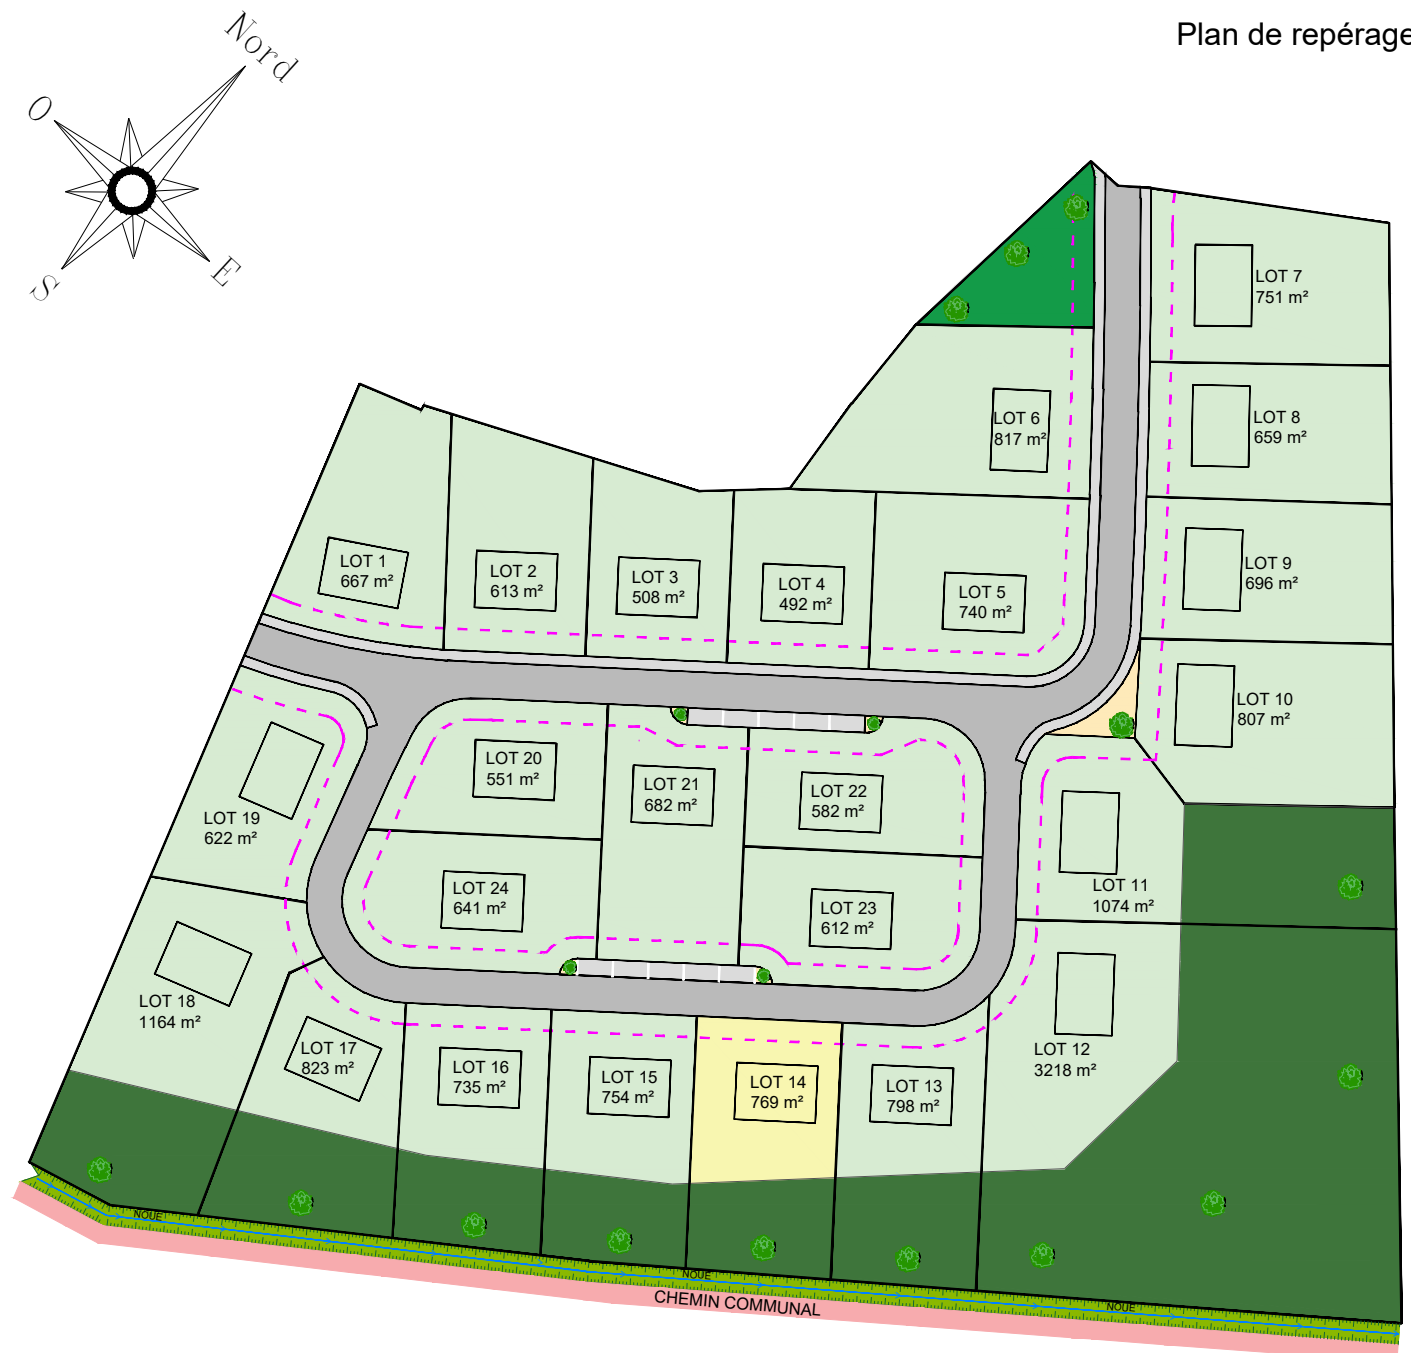 Plan de repérage
Nord
O
S
E
LOT 7
751 m²
LOT 6
817 m²
LOT 8
659 m²
LOT 1
667 m²
LOT 2
613 m²
LOT 3
508 m²
LOT 4
492 m²
LOT 5
740 m²
LOT 9
696 m²
LOT 10
807 m²
LOT 19
622 m²
LOT 20
551 m²
LOT 21
682 m²
LOT 22
582 m²
LOT 24
641 m²
LOT 23
612 m²
LOT 11
1074 m²
LOT 18
1164 m²
LOT 17
823 m²
LOT 16
735 m²
LOT 15
754 m²
LOT 14
769 m²
LOT 13
798 m²
LOT 12
3218 m²
NOUE
NOUE
NOUE
CHEMIN COMMUNAL